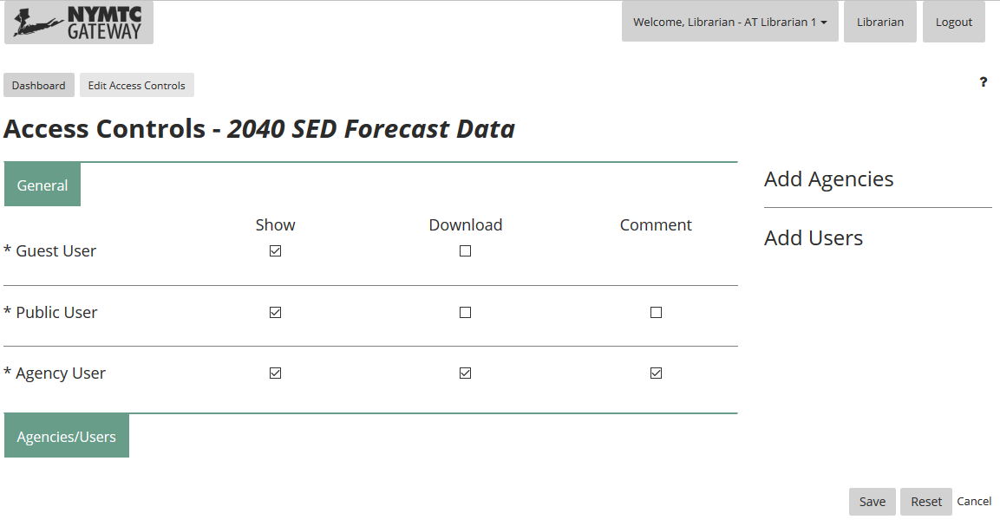 NYMTC
GATEWAY
Welcome, Librarian - AT Librarian 1
Librarian
Logout
Dashboard
Edit Access Controls
?
Access Controls - 2040 SED Forecast Data
General
Add Agencies
Show Download Comment
Add Users
* Guest User
* Public User
* Agency User
Agencies/Users
Save Reset Cancel